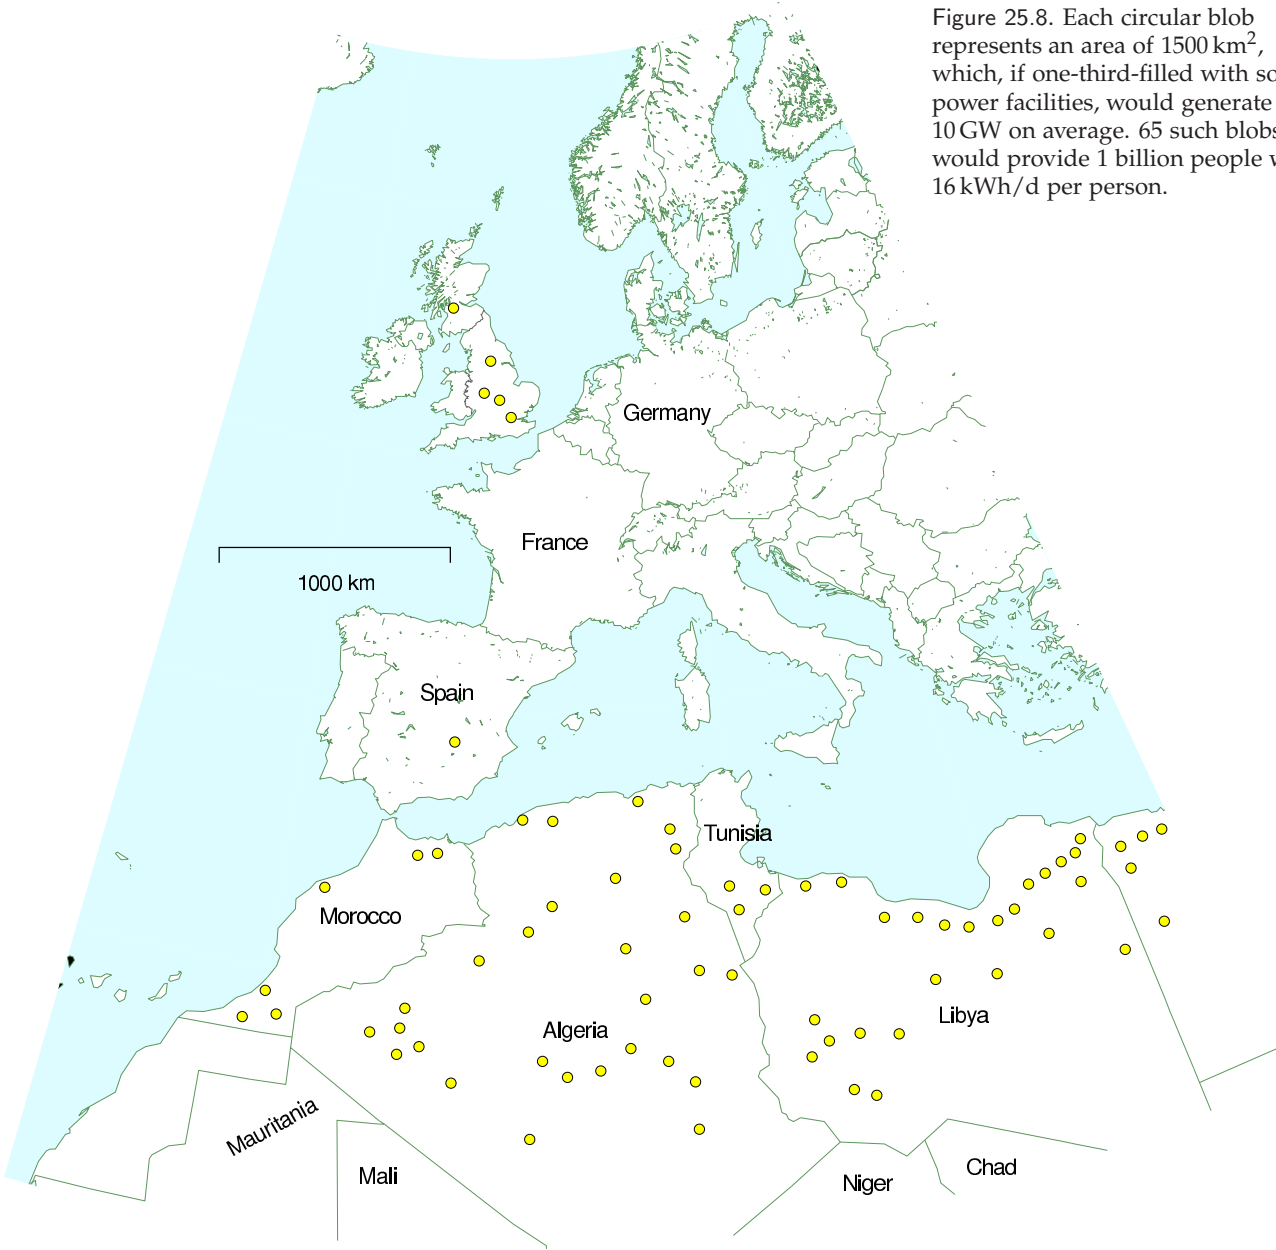 Figure 25.8. Each circular blob
represents an area of 1500 km²,
which, if one-third-filled with
power facilities, would generate
10 GW on average. 65 such blobs
would provide 1 billion people
16 kWh/d per person.
Germany
France
1000 km
Spain
Tunisia
Morocco
Algeria
Libya
Mauritania
Mali
Niger
Chad